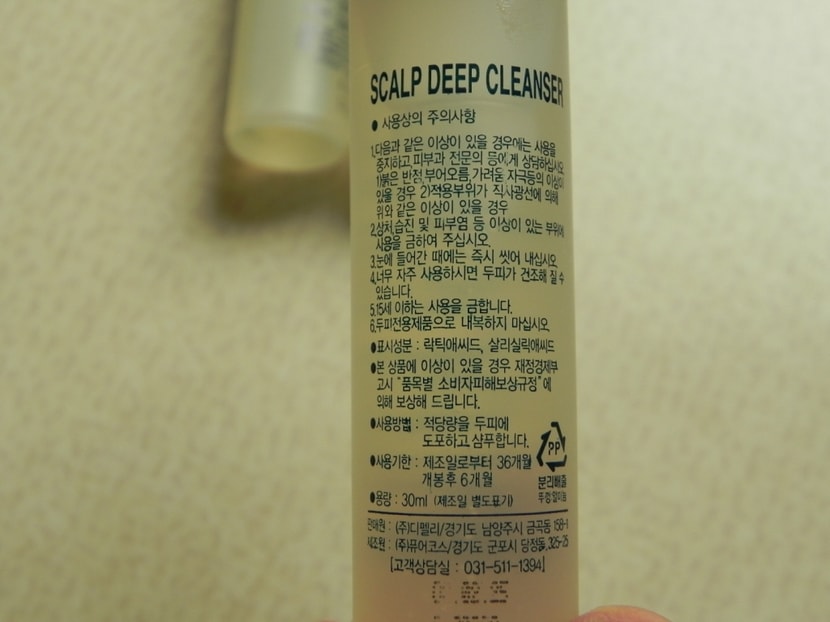 SCALP DEEP CLEANSER
● 사용상의 주의사항
1.다음과 같은 이상이 있을 경우에는 사용을
중지하고,피부과 전문의 등에게 상담하십시오
1)붉은 반점,부어오름,가려움 자극등의 이상이
있을 경우 2)적용부위가 직사광선에 의해
위와 같은 이상이 있을 경우
2.상처,습진 및 피부염 등 이상이 있는 부위에
사용을 금하여 주십시오.
3.눈에 들어간 때에는 즉시 씻어 내십시오.
4.너무 자주 사용하시면 두피가 건조해 질 수
있습니다.
5.15세 이하는 사용을 금합니다.
6.두피전용제품으로 내복하지 마십시오.
●표시성분 : 락틱애씨드, 살리실릭애씨드
●본 상품에 이상이 있을 경우 재정경제부
고시 "품목별 소비자피해보상규정"에
의해 보상해 드립니다.
●사용방법 : 적당량을 두피에
도포하고 샴푸합니다.
●사용기한 : 제조일로부터 36개월
개봉후 6개월
PP
분리배출
뚜껑:알미늄
●용량 : 30ml (제조일 별도표기)
판매원 : (주)디멜리/경기도 남양주시 금곡동 158-
제조원 : (주)퓨어코스/경기도 군포시 당정동,325-25
[고객상담실 : 031-511-1394]